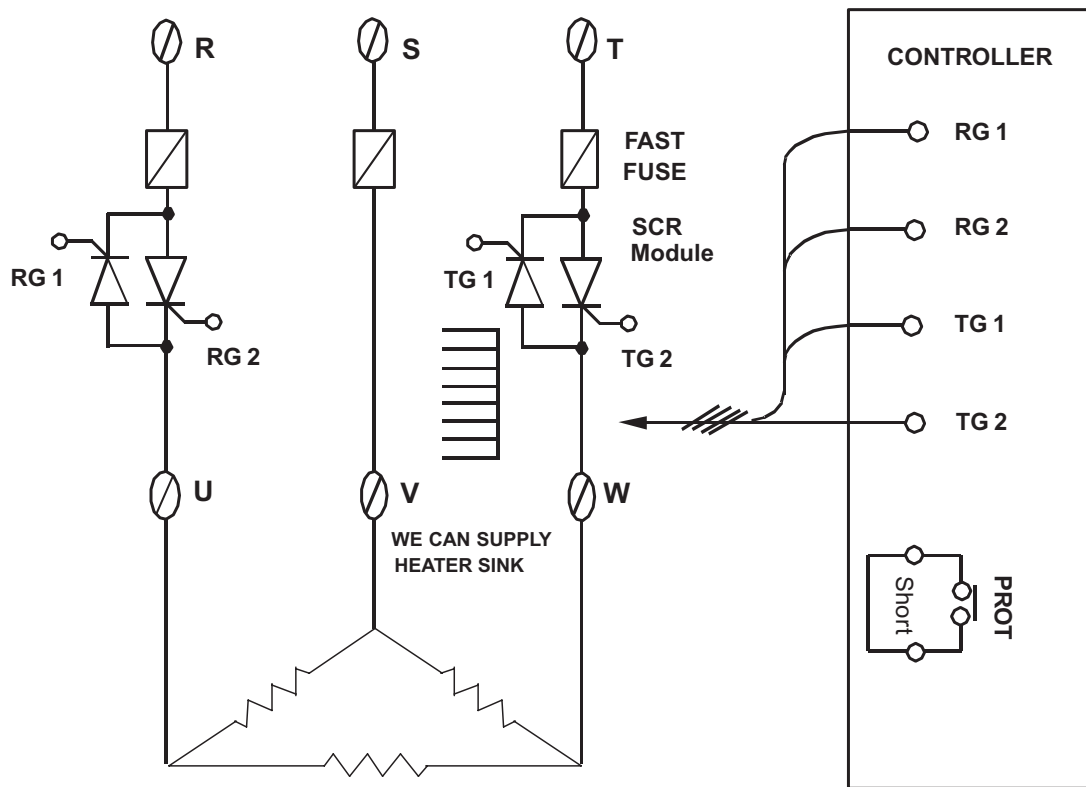 R
S
T
CONTROLLER
FAST
FUSE
RG 1
RG 2
TG 1
TG 2
SCR
Module
RG 1
RG 2
TG 1
TG 2
U
V
W
WE CAN SUPPLY
HEATER SINK
Short
PROT